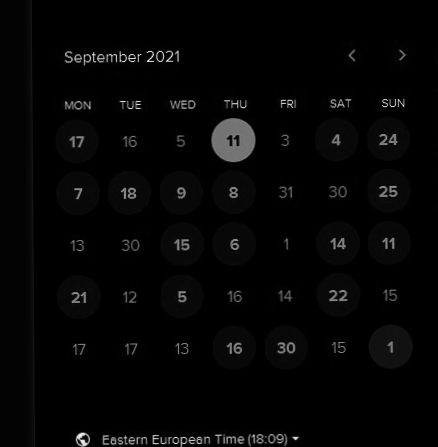 September 2021
MON TUE WED THU FRI SAT SUN
17 16 5 11 3 4 24
7 18 9 8 31 30 25
13 30 15 6 1 14 11
21 12 5 16 14 22 15
17 17 13 16 30 15 1
Eastern European Time (18:09)